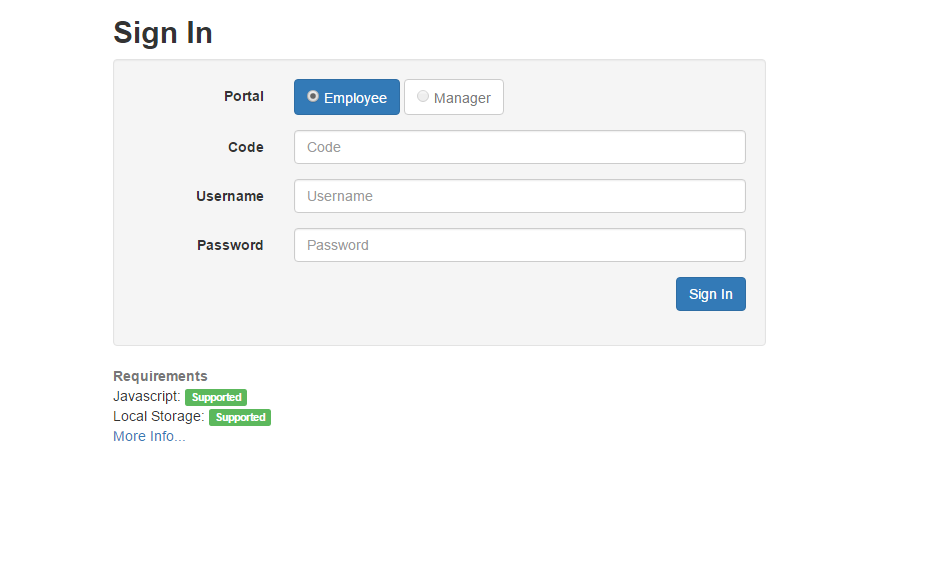 Sign In
Portal Employee Manager
Code Code
Username Username
Password Password
Sign In
Requirements
Javascript: Supported
Local Storage: Supported
More Info...